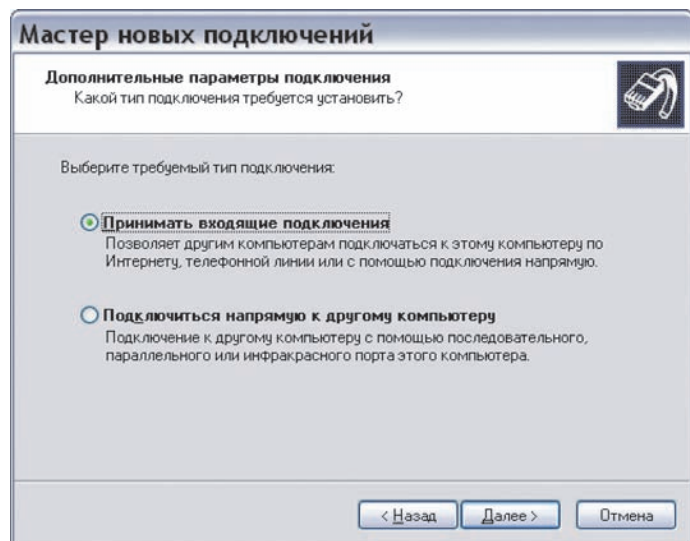 Мастер новых подключений
Дополнительные параметры подключения
Какой тип подключения требуется установить?
Выберите требуемый тип подключения:
Принимать входящие подключения
Позволяет другим компьютерам подключаться к этому компьютеру по
Интернету, телефонной линии или с помощью подключения напрямую.
Подключиться напрямую к другому компьютеру
Подключение к другому компьютеру с помощью последовательного,
параллельного или инфракрасного порта этого компьютера.
< Назад Далее > Отмена